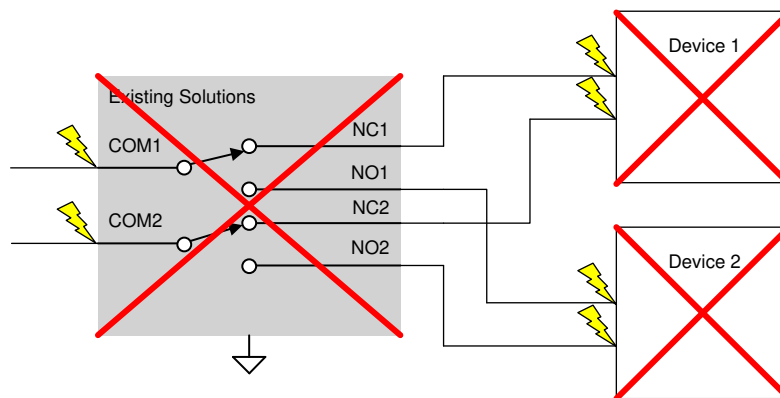 Device 1
Existing Solutions
COM1
NC1
NO1
COM2
NC2
NO2
Device 2